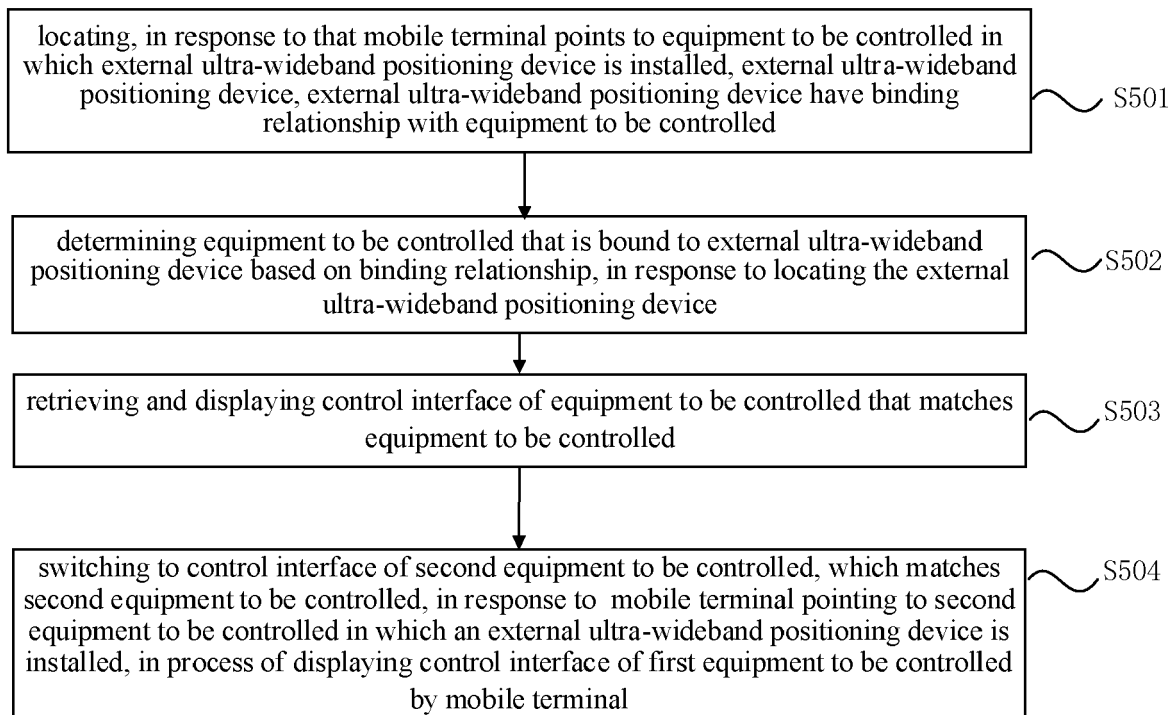 locating, in response to that mobile terminal points to equipment to be controlled in
which external ultra-wideband positioning device is installed, external ultra-wideband
positioning device, external ultra-wideband positioning device have binding
relationship with equipment to be controlled
S501
determining equipment to be controlled that is bound to external ultra-wideband
positioning device based on binding relationship, in response to locating the external
ultra-wideband positioning device
S502
retrieving and displaying control interface of equipment to be controlled that matches
equipment to be controlled
S503
switching to control interface of second equipment to be controlled, which matches
second equipment to be controlled, in response to mobile terminal pointing to second
equipment to be controlled in which an external ultra-wideband positioning device is
installed, in process of displaying control interface of first equipment to be controlled
by mobile terminal
S504